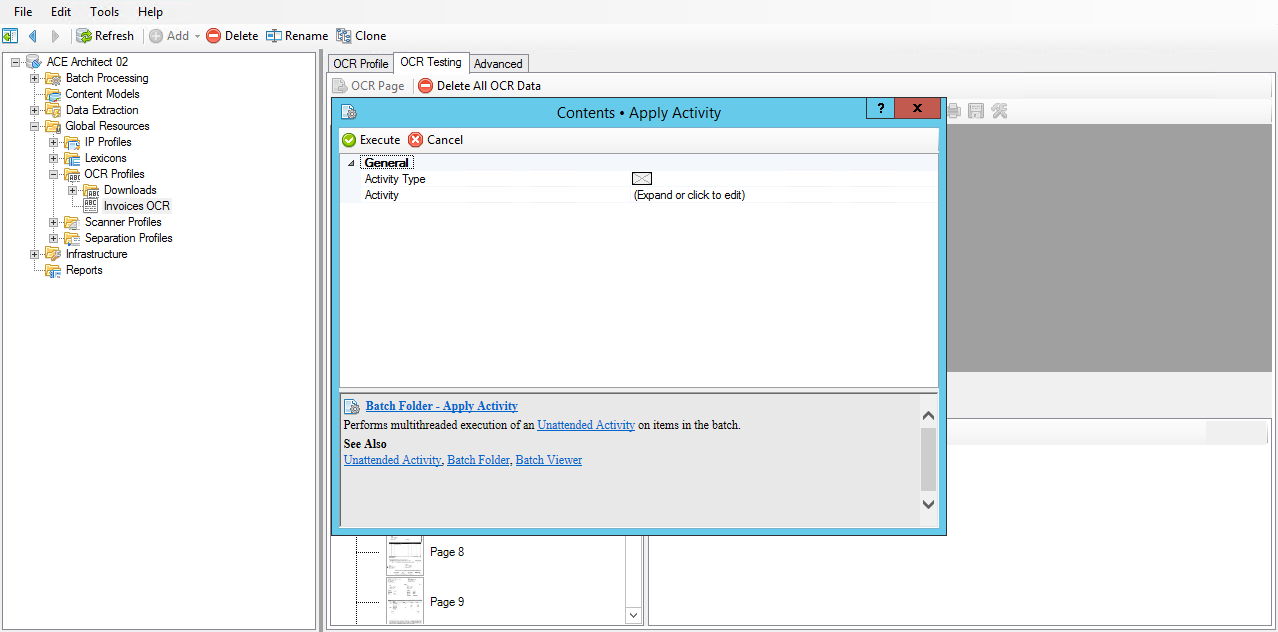 File Edit Tools Help
Refresh Add Delete Rename Clone
ACE Architect 02
Batch Processing
Content Models
Data Extraction
Global Resources
IP Profiles
Lexicons
OCR Profiles
Downloads
Invoices OCR
Scanner Profiles
Separation Profiles
Infrastructure
Reports
OCR Profile OCR Testing Advanced
OCR Page Delete All OCR Data
Contents • Apply Activity ? x
Execute Cancel
General
Activity Type
Activity (Expand or click to edit)
Batch Folder - Apply Activity
Performs multithreaded execution of an Unattended Activity on items in the batch.
See Also
Unattended Activity, Batch Folder, Batch Viewer
Page 8
Page 9